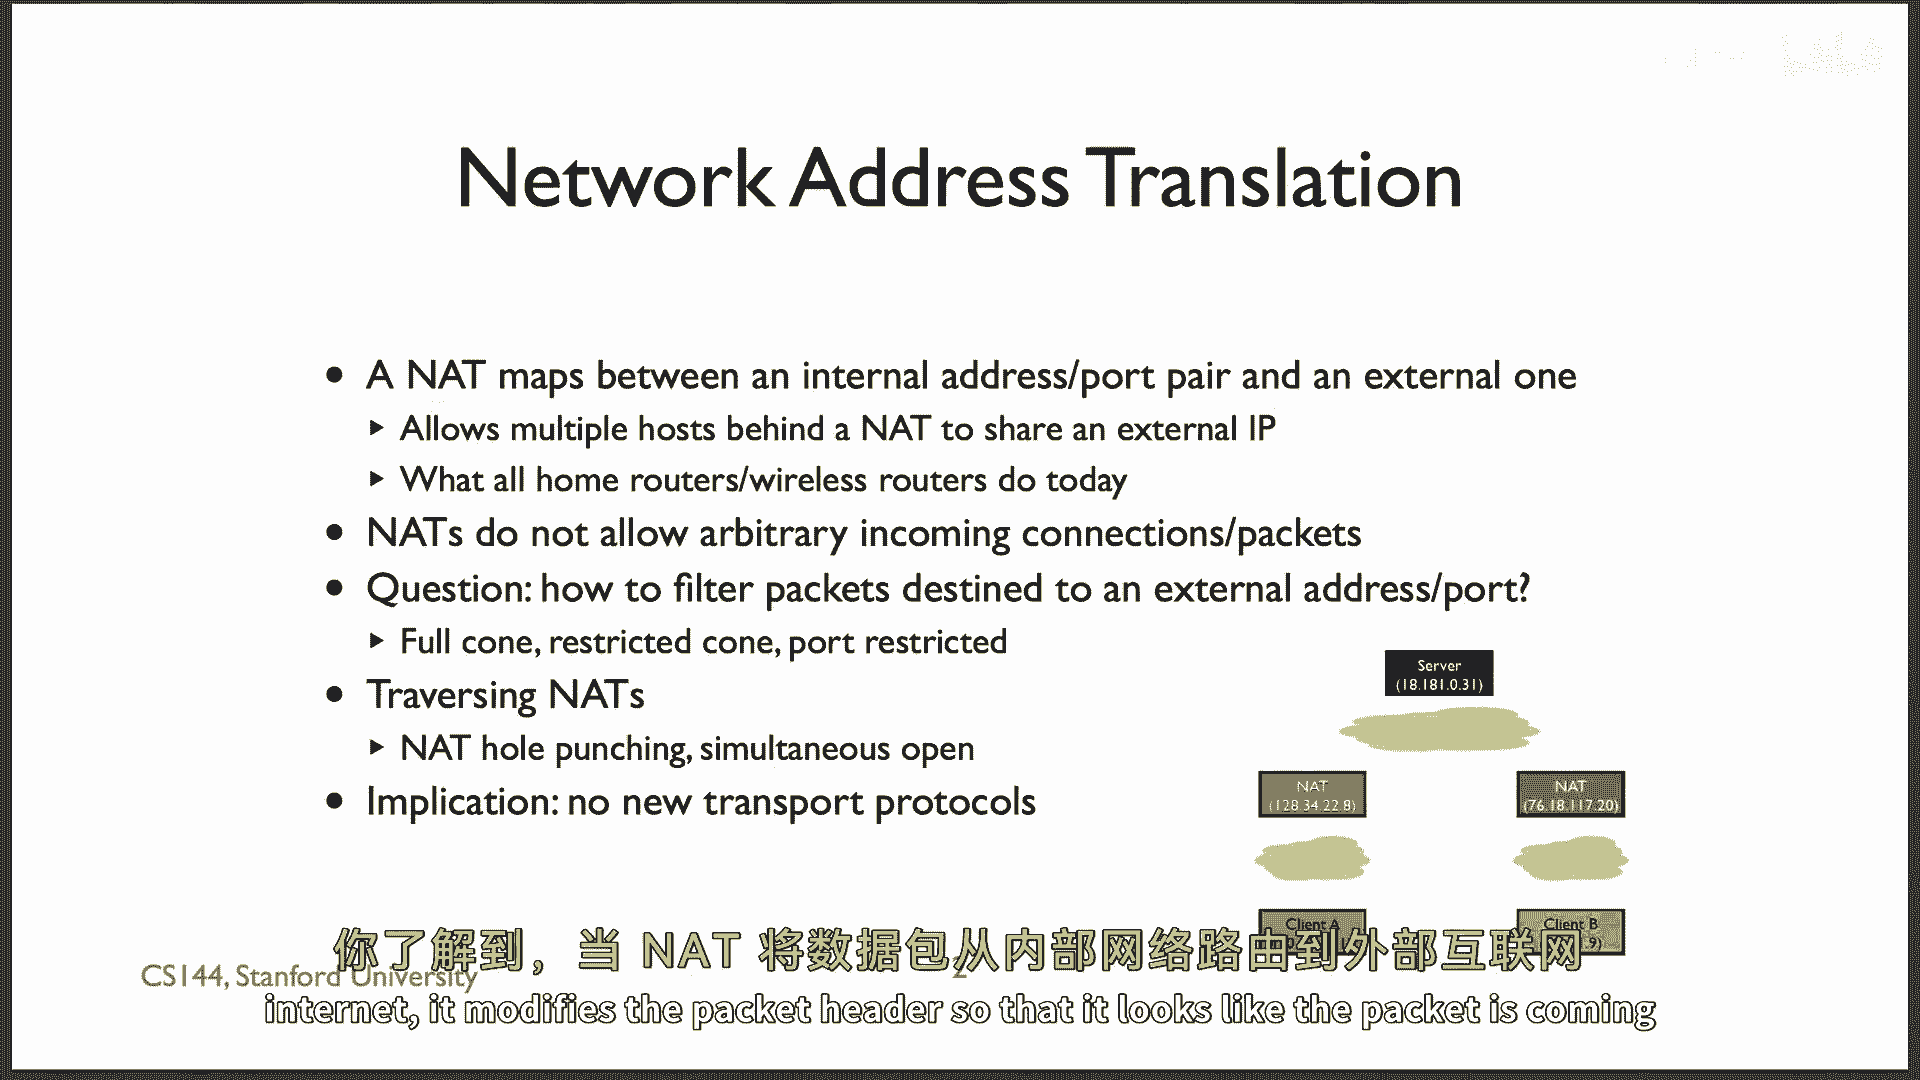 Network Address Translation
• A NAT maps between an internal address/port pair and an external one
▸ Allows multiple hosts behind a NAT to share an external IP
▸ What all home routers/wireless routers do today
• NATs do not allow arbitrary incoming connections/packets
• Question: how to filter packets destined to an external address/port?
▸ Full cone, restricted cone, port restricted
• Traversing NATs
▸ NAT hole punching, simultaneous open
• Implication: no new transport protocols
Server
(18.181.0.31)
NAT
(128.34.22.8)
NAT
(76.18.117.20)
Client A
Client B
.9)
CS144, Stanford University
2
你了解到，当 NAT 将数据包从内部网络路由到外部互联网
internet, it modifies the packet header so that it looks like the packet is coming